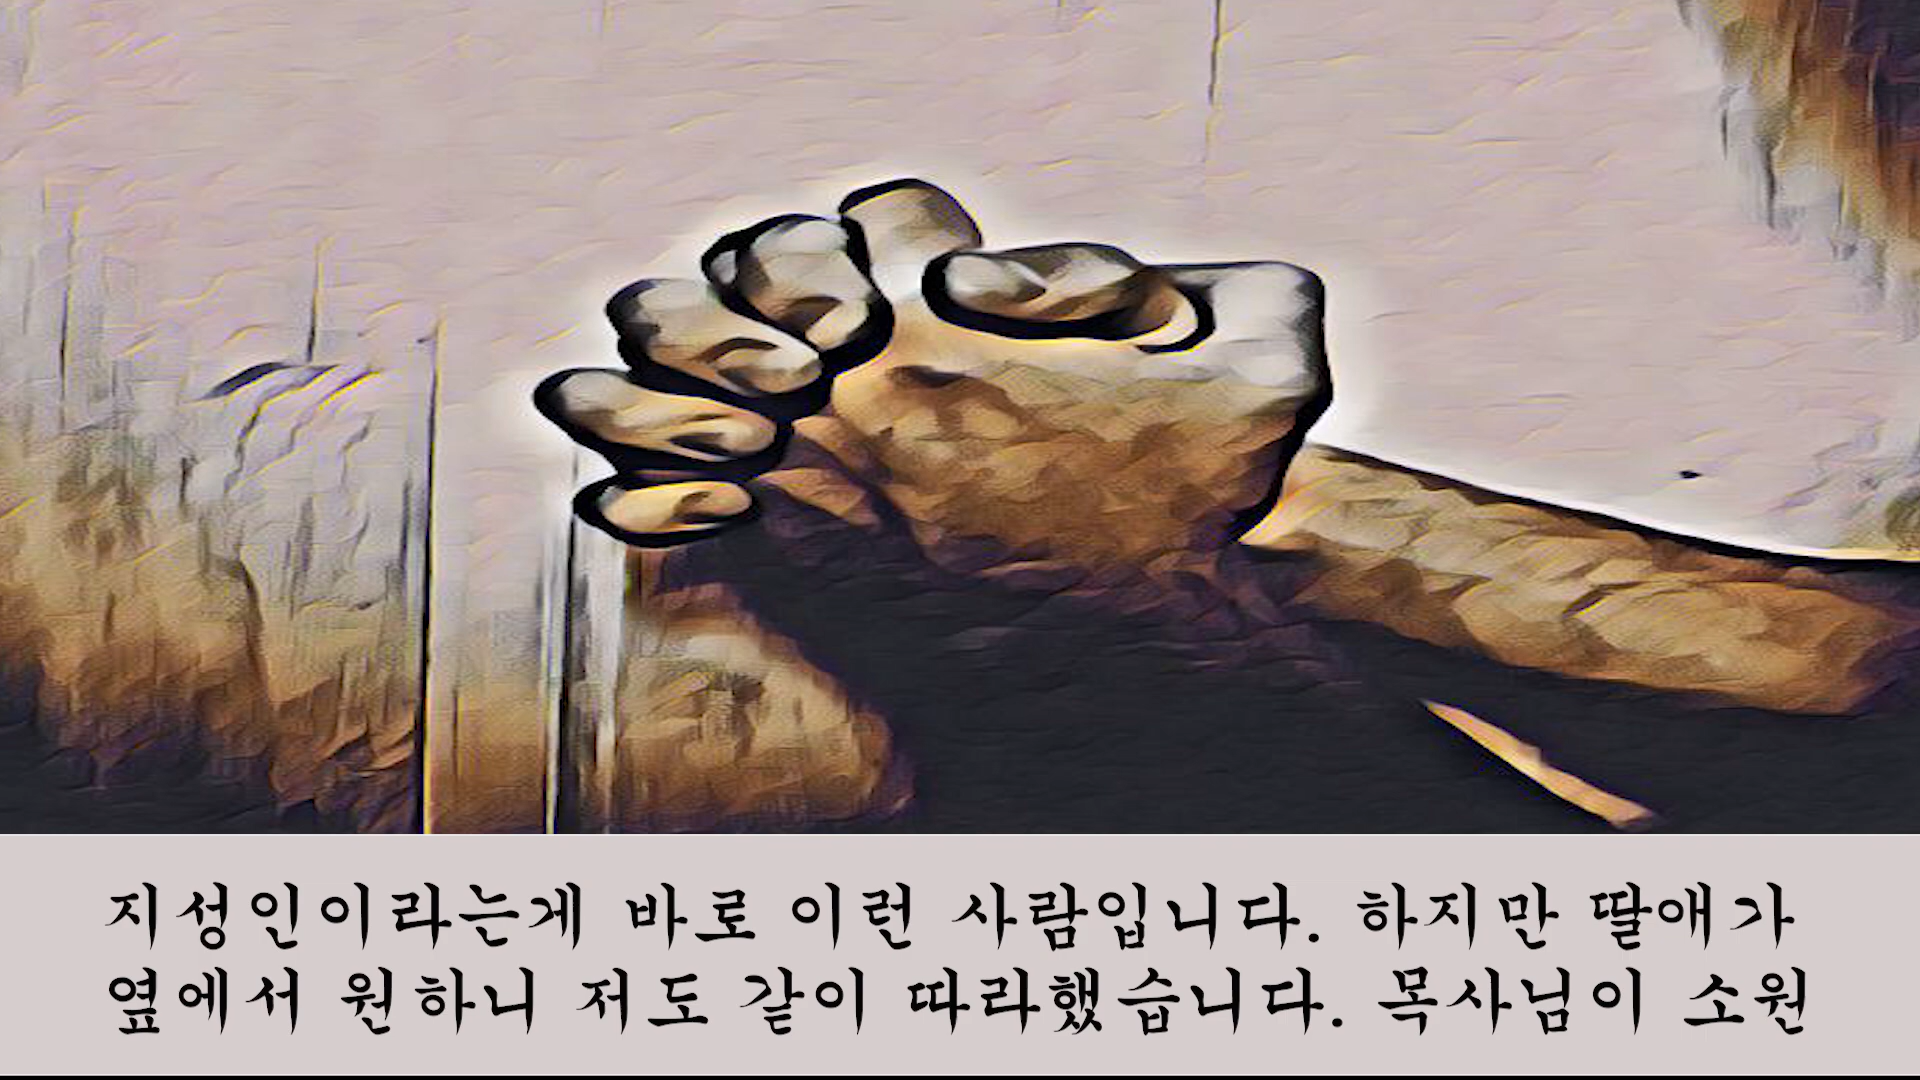 지성인이라는게 바로 이런 사람입니다. 하지만 딸애가
옆에서 원하니 저도 같이 따라했습니다. 목사님이 소원